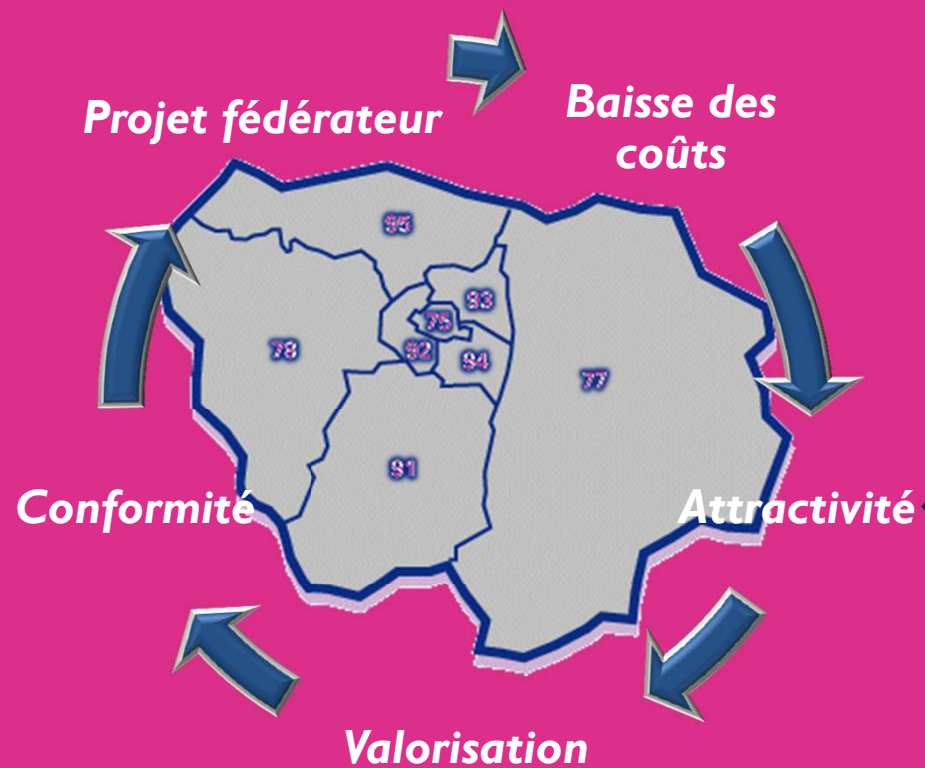 Projet fédérateur
Baisse des
coûts
95
93
75
78
92
94
77
91
Conformité
Attractivité
Valorisation